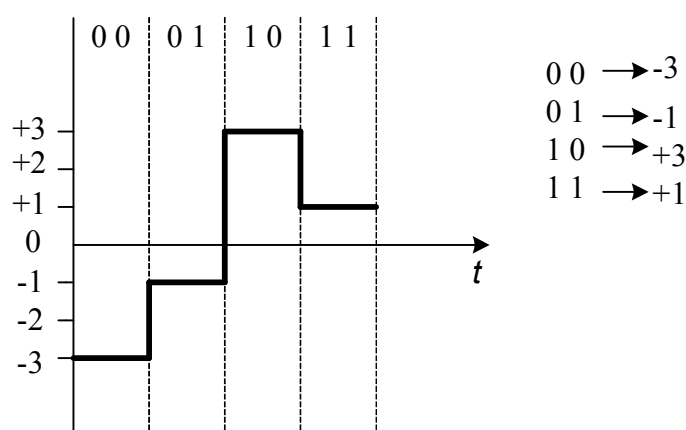 0 0 0 1 1 0 1 1
+3
+2
+1
0
-1
-2
-3
t
0 0 → -3
0 1 → -1
1 0 → +3
1 1 → +1